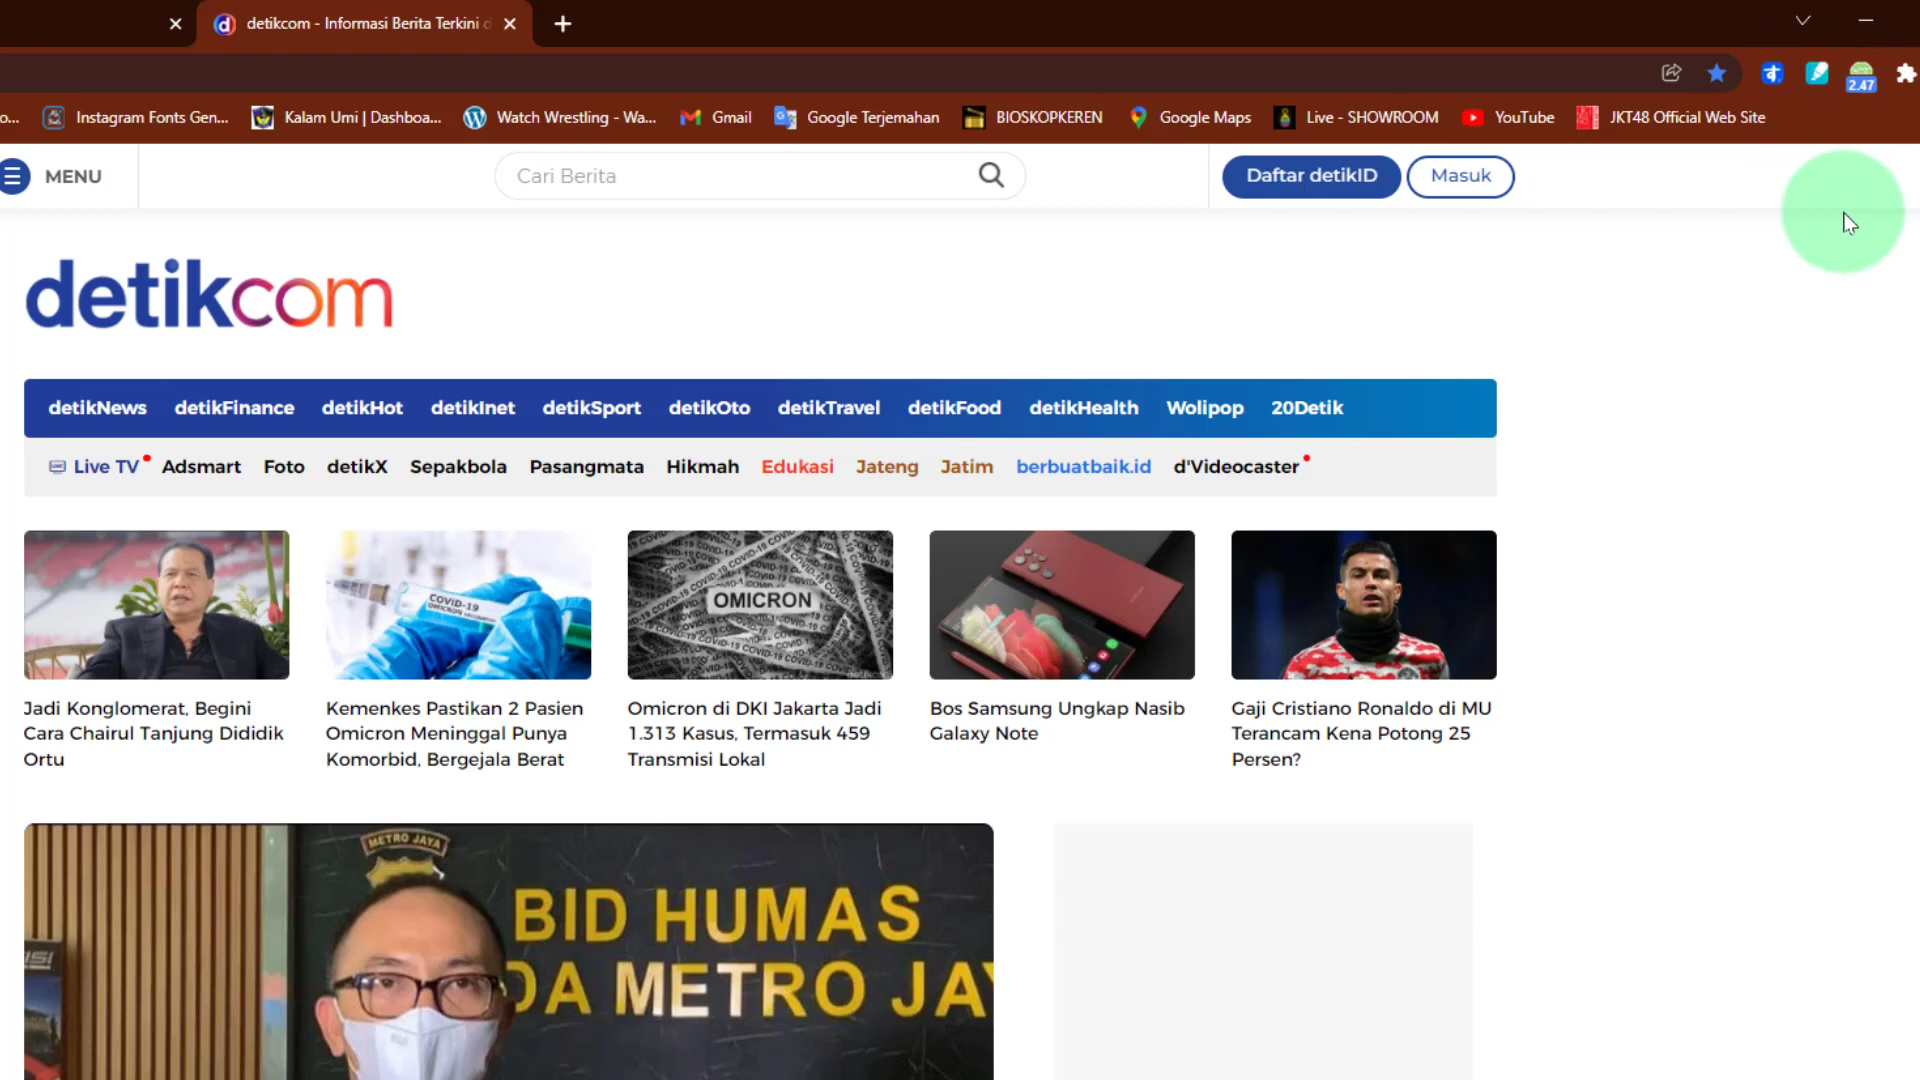 detikcom - Informasi Berita Terkini
2.47
o...
Instagram Fonts Gen...
Kalam Umi | Dashboa...
Watch Wrestling - Wa...
Gmail
Google Terjemahan
BIOSKOPKEREN
Google Maps
Live - SHOWROOM
YouTube
JKT48 Official Web Site
MENU
Cari Berita
Daftar detikID
Masuk
detikcom
detikNews detikFinance detikHot detikInet detikSport detikOto detikTravel detikFood detikHealth Wolipop 20Detik
Live TV Adsmart Foto detikX Sepakbola Pasangmata Hikmah Edukasi Jateng Jatim berbuatbaik.id d'Videocaster
COVID-19
OMICRON
Jadi Konglomerat, Begini
Cara Chairul Tanjung Dididik
Ortu
Kemenkes Pastikan 2 Pasien
Omicron Meninggal Punya
Komorbid, Bergejala Berat
Omicron di DKI Jakarta Jadi
1.313 Kasus, Termasuk 459
Transmisi Lokal
Bos Samsung Ungkap Nasib
Galaxy Note
Gaji Cristiano Ronaldo di MU
Terancam Kena Potong 25
Persen?
METRO JAYA
BID HUMAS
DA METRO JAY